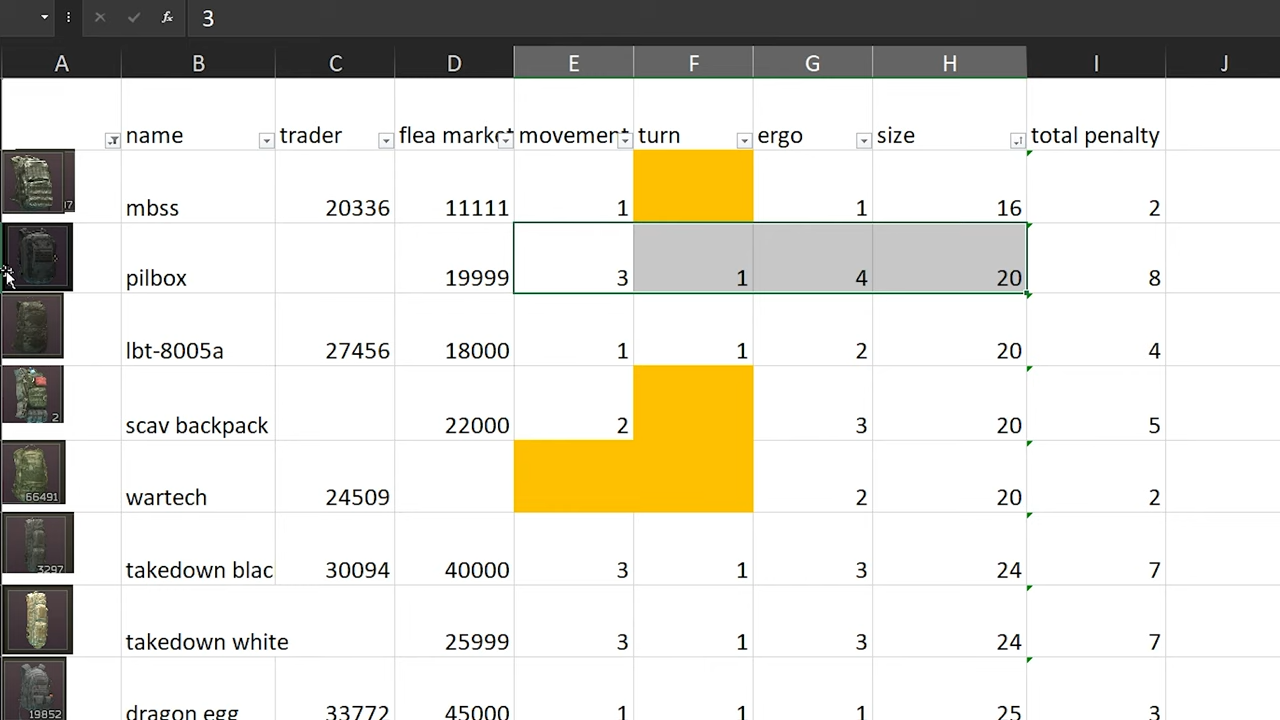 fx 3
A B C D E F G H I J
name trader flea market movement turn ergo size total penalty
17
mbss 20336 11111 1 1 16 2
pilbox 19999 3 1 4 20 8
lbt-8005a 27456 18000 1 1 2 20 4
2
scav backpack 22000 2 3 20 5
66491
wartech 24509 2 20 2
3297
takedown blac 30094 40000 3 1 3 24 7
takedown white 25999 3 1 3 24 7
19852
dragon egg 33772 45000 1 1 1 25 3